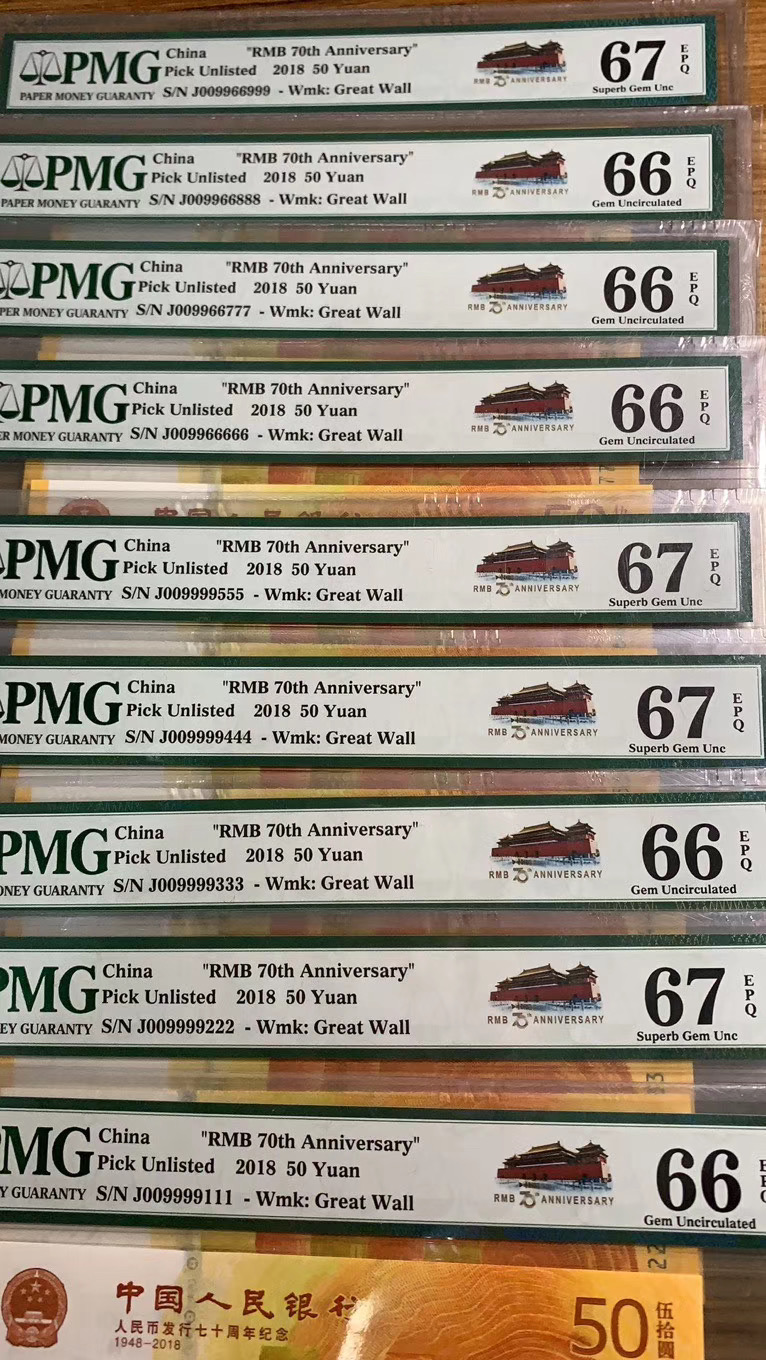 PMG
PAPER MONEY GUARANTY
China "RMB 70th Anniversary"
Pick Unlisted 2018 50 Yuan
S/N J009966999 - Wmk: Great Wall
RMB 70th ANNIVERSARY
67 EPQ
Superb Gem Unc
PMG
PAPER MONEY GUARANTY
China "RMB 70th Anniversary"
Pick Unlisted 2018 50 Yuan
S/N J009966888 - Wmk: Great Wall
RMB 70th ANNIVERSARY
66 EPQ
Gem Uncirculated
PMG
PER MONEY GUARANTY
China "RMB 70th Anniversary"
Pick Unlisted 2018 50 Yuan
S/N J009966777 - Wmk: Great Wall
RMB 70th ANNIVERSARY
66 EPQ
Gem Uncirculated
PMG
ER MONEY GUARANTY
China "RMB 70th Anniversary"
Pick Unlisted 2018 50 Yuan
S/N J009966666 - Wmk: Great Wall
RMB 70th ANNIVERSARY
66 EPQ
Gem Uncirculated
PMG
MONEY GUARANTY
China "RMB 70th Anniversary"
Pick Unlisted 2018 50 Yuan
S/N J009999555 - Wmk: Great Wall
RMB 70th ANNIVERSARY
67 EPQ
Superb Gem Unc
PMG
MONEY GUARANTY
China "RMB 70th Anniversary"
Pick Unlisted 2018 50 Yuan
S/N J009999444 - Wmk: Great Wall
RMB 70th ANNIVERSARY
67 EPQ
Superb Gem Unc
PMG
ONEY GUARANTY
China "RMB 70th Anniversary"
Pick Unlisted 2018 50 Yuan
S/N J009999333 - Wmk: Great Wall
RMB 70th ANNIVERSARY
66 EPQ
Gem Uncirculated
PMG
EY GUARANTY
China "RMB 70th Anniversary"
Pick Unlisted 2018 50 Yuan
S/N J009999222 - Wmk: Great Wall
RMB 70th ANNIVERSARY
67 EPQ
Superb Gem Unc
MG
Y GUARANTY
China "RMB 70th Anniversary"
Pick Unlisted 2018 50 Yuan
S/N J009999111 - Wmk: Great Wall
RMB 70th ANNIVERSARY
66
Gem Uncirculated
中国人民银行
人民币发行七十周年纪念
1948-2018
50 伍拾圆